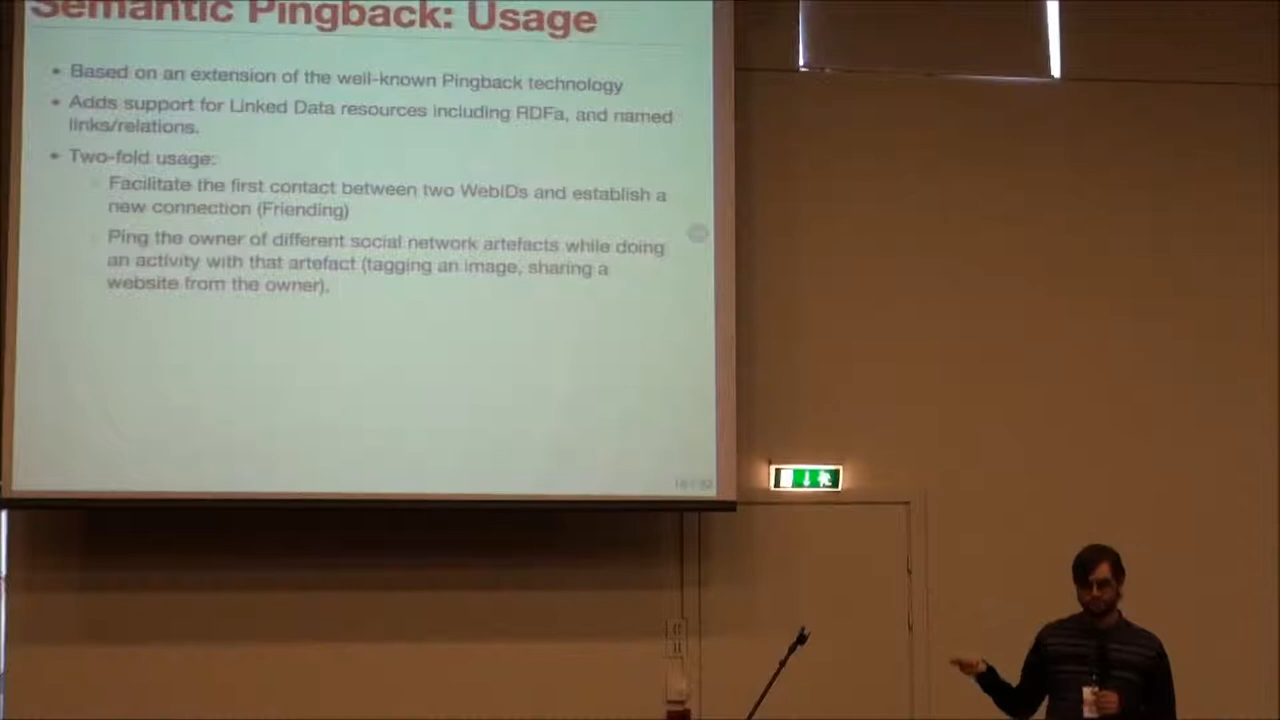 Semantic Pingback: Usage
• Based on an extension of the well-known Pingback technology
• Adds support for Linked Data resources including RDFa, and named
links/relations.
• Two-fold usage:
Facilitate the first contact between two WebIDs and establish a
new connection (Friending)
Ping the owner of different social network artefacts while doing
an activity with that artefact (tagging an image, sharing a
website from the owner).